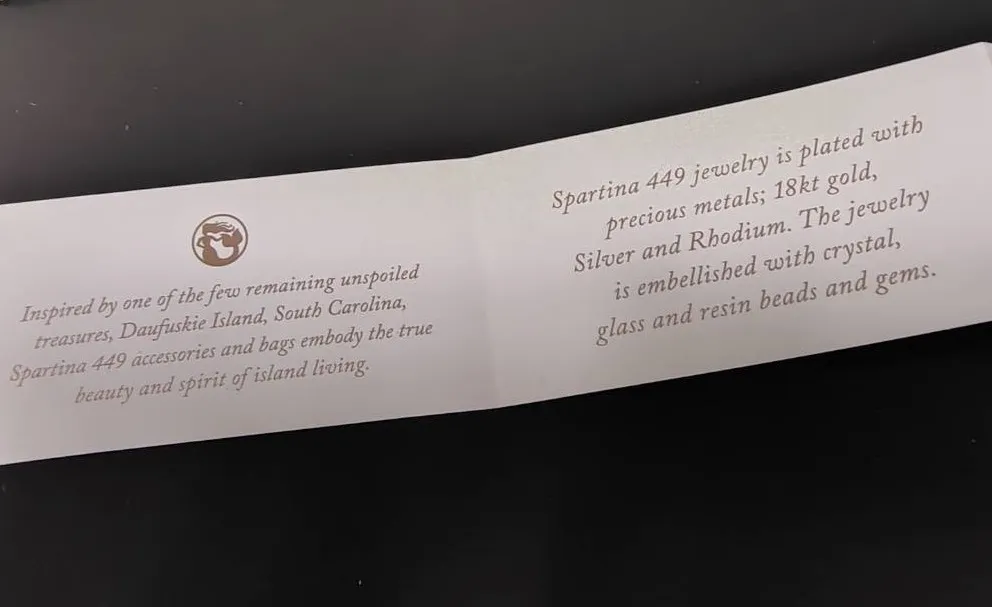 Inspired by one of the few remaining unspoiled
treasures, Daufuskie Island, South Carolina,
Spartina 449 accessories and bags embody the true
beauty and spirit of island living.
Spartina 449 jewelry is plated with
precious metals; 18kt gold,
Silver and Rhodium. The jewelry
is embellished with crystal,
glass and resin beads and gems.